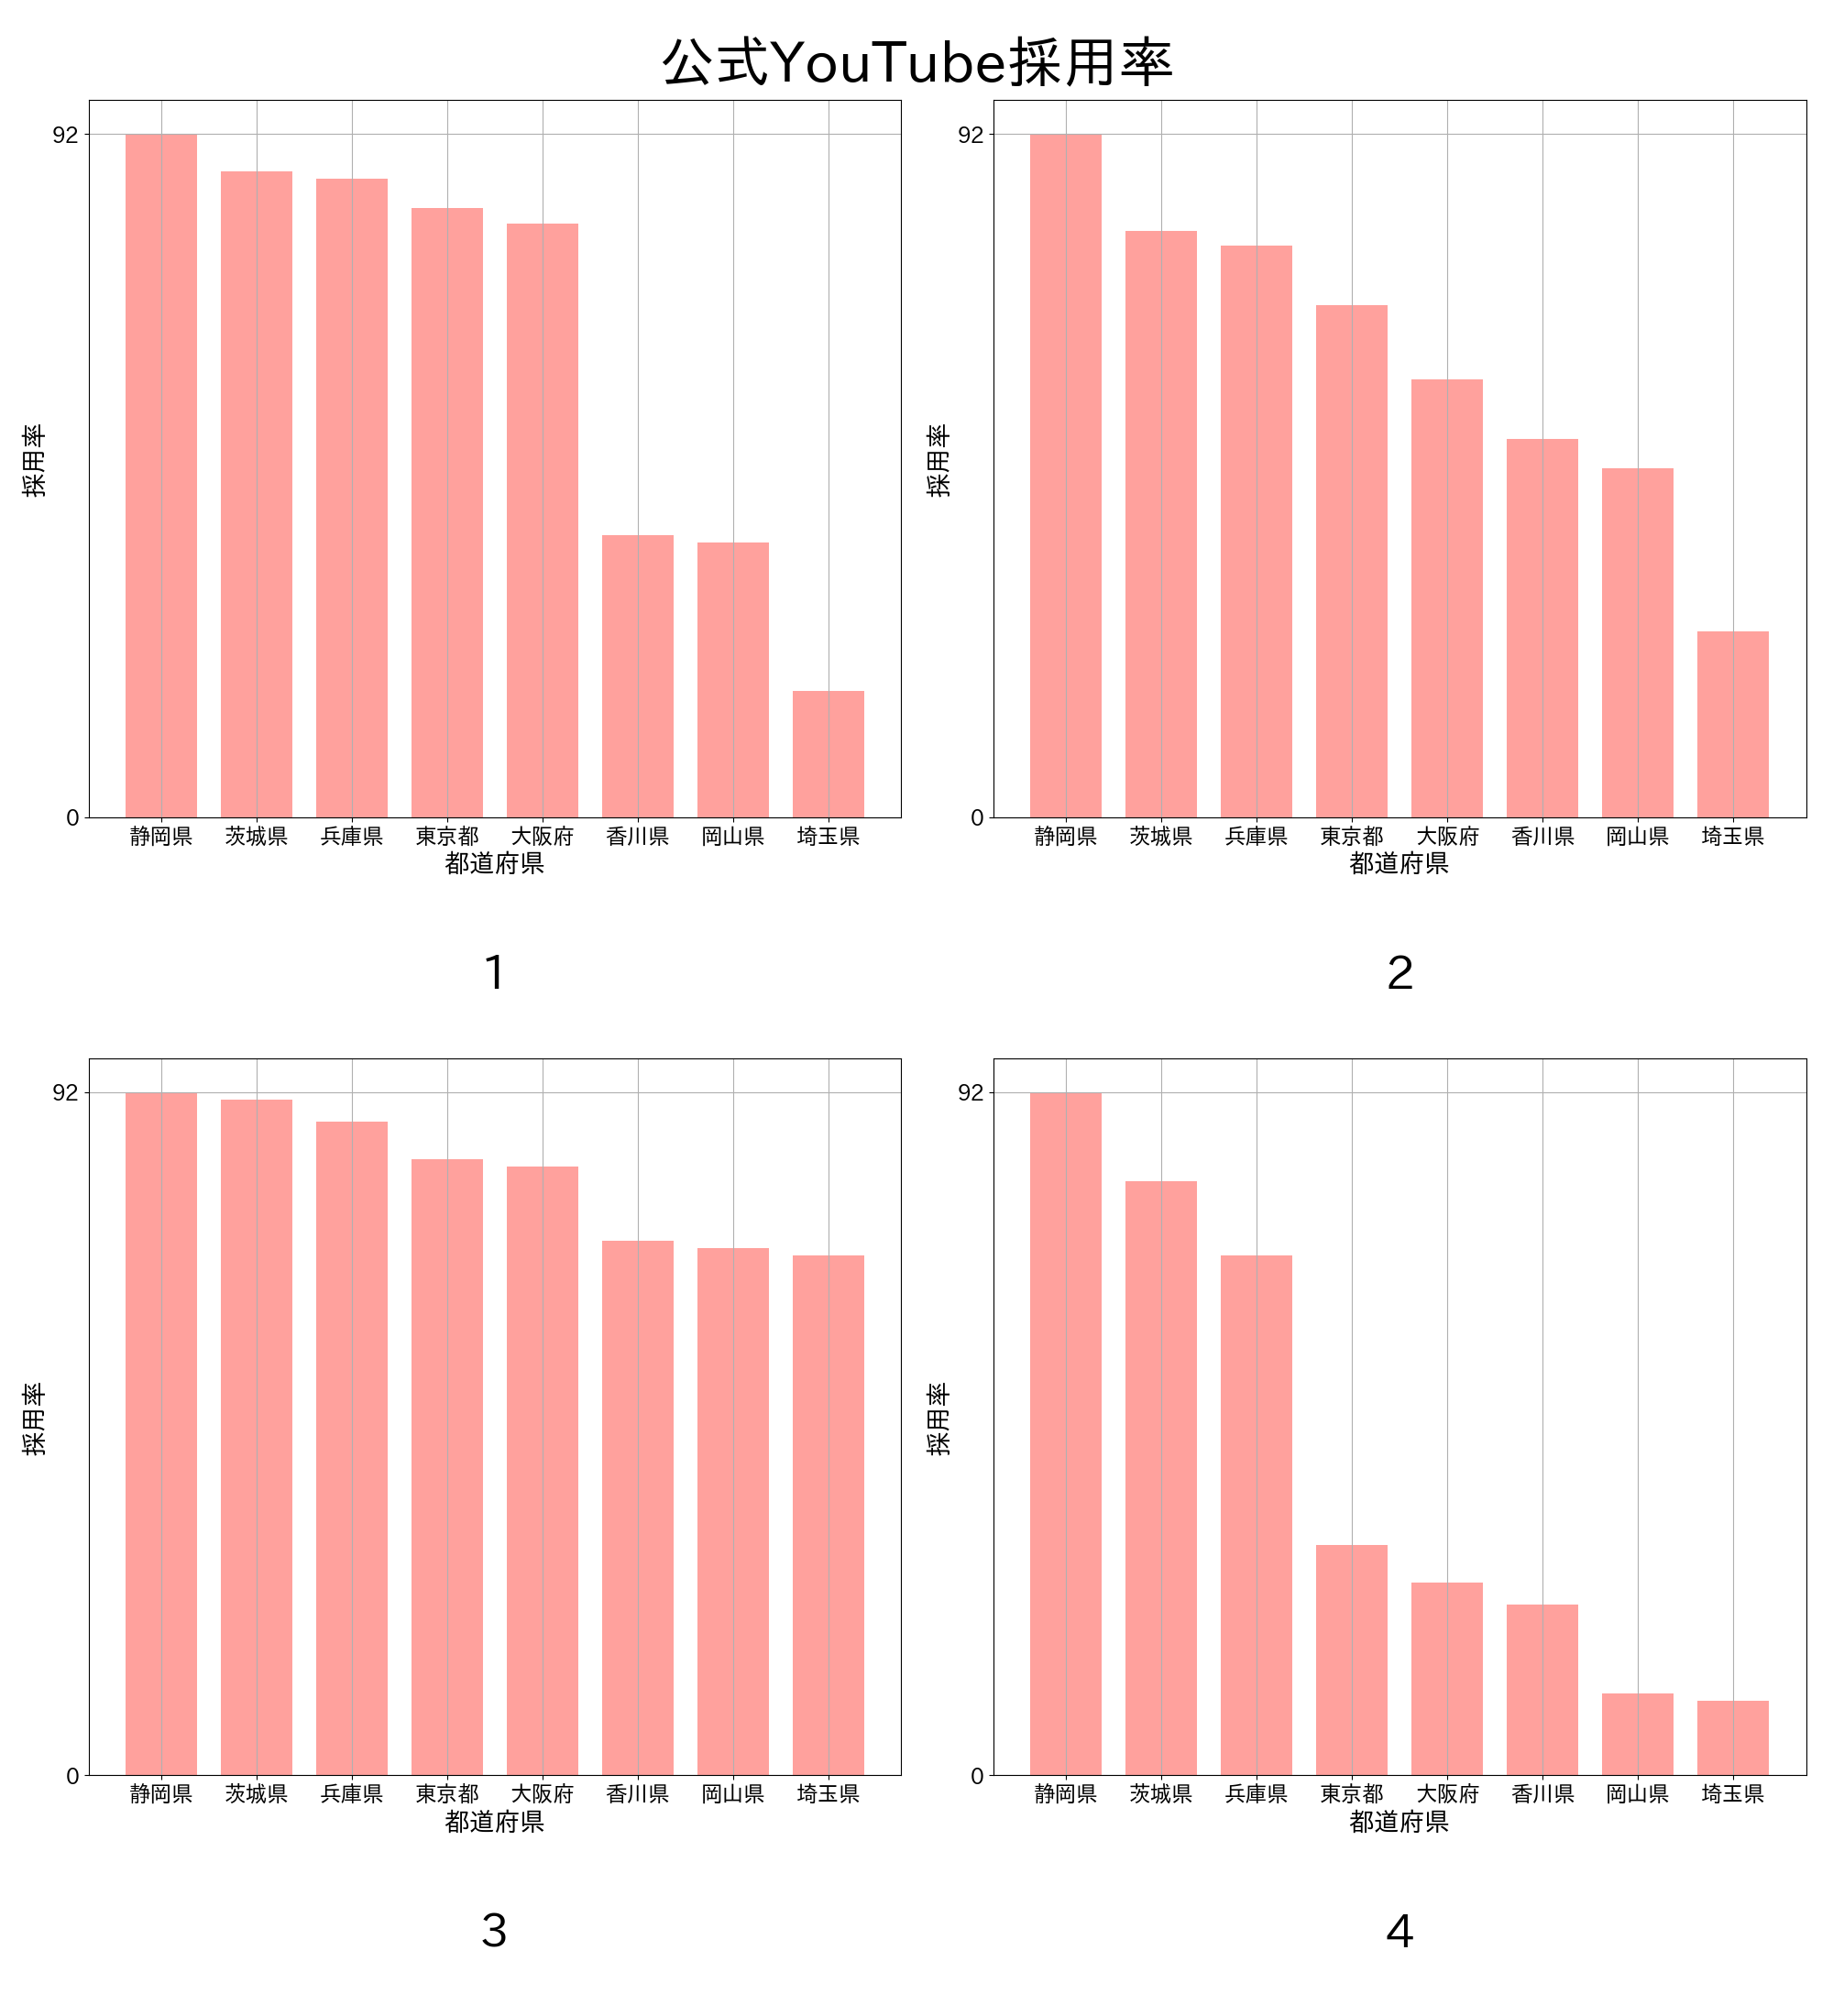 公式YouTube採用率
92
0
採用率
静岡県 茨城県 兵庫県 東京都 大阪府 香川県 岡山県 埼玉県
都道府県
1
92
0
採用率
静岡県 茨城県 兵庫県 東京都 大阪府 香川県 岡山県 埼玉県
都道府県
2
92
0
採用率
静岡県 茨城県 兵庫県 東京都 大阪府 香川県 岡山県 埼玉県
都道府県
3
92
0
採用率
静岡県 茨城県 兵庫県 東京都 大阪府 香川県 岡山県 埼玉県
都道府県
4